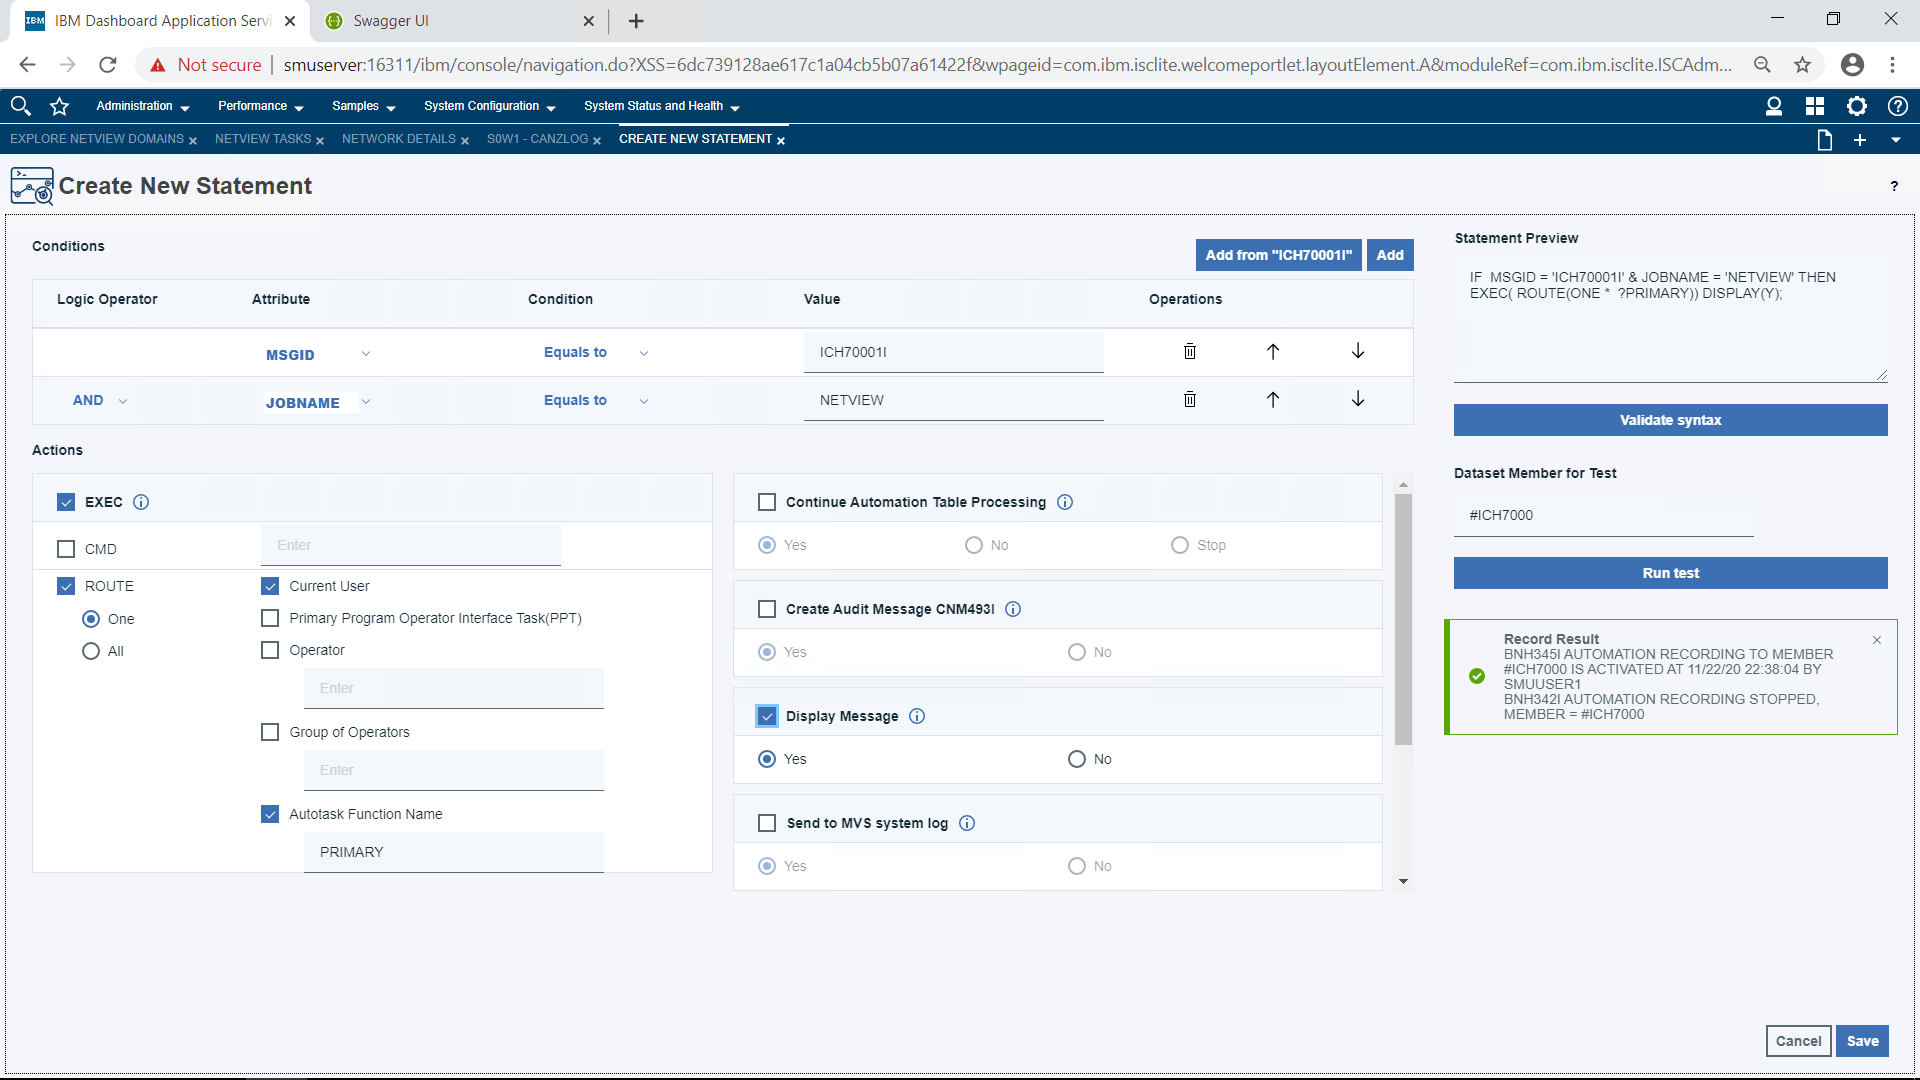 IBM
IBM Dashboard Application Servi
Swagger UI
Not secure
smuserver:16311/ibm/console/navigation.do?XSS=6dc739128ae617c1a04cb5b07a61422f&wpageid=com.ibm.isclite.welcomeportlet.layoutElement.A&moduleRef=com.ibm.isclite.ISCAdm...
Administration
Performance
Samples
System Configuration
System Status and Health
EXPLORE NETVIEW DOMAINS
NETVIEW TASKS
NETWORK DETAILS
S0W1 - CANZLOG
CREATE NEW STATEMENT
Create New Statement
?
Conditions
Add from "ICH70001I"
Add
Logic Operator
Attribute
Condition
Value
Operations
MSGID
Equals to
ICH70001I
AND
JOBNAME
Equals to
NETVIEW
Actions
EXEC
CMD
Enter
ROUTE
Current User
One
Primary Program Operator Interface Task(PPT)
All
Operator
Enter
Group of Operators
Enter
Autotask Function Name
PRIMARY
Continue Automation Table Processing
Yes
No
Stop
Create Audit Message CNM493I
Yes
No
Display Message
Yes
No
Send to MVS system log
Yes
No
Statement Preview
IF  MSGID = 'ICH70001I' & JOBNAME = 'NETVIEW' THEN
EXEC( ROUTE(ONE *  ?PRIMARY)) DISPLAY(Y);
Validate syntax
Dataset Member for Test
#ICH7000
Run test
Record Result
BNH345I AUTOMATION RECORDING TO MEMBER
#ICH7000 IS ACTIVATED AT 11/22/20 22:38:04 BY
SMUUSER1
BNH342I AUTOMATION RECORDING STOPPED,
MEMBER = #ICH7000
Cancel
Save